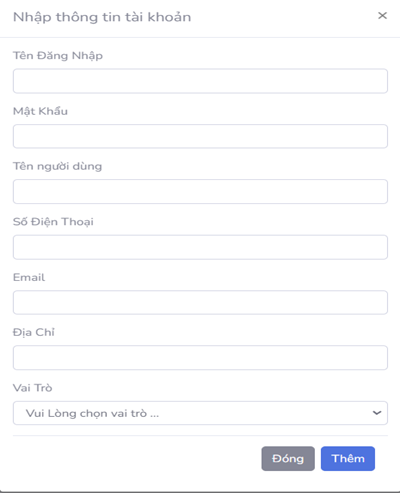 Nhập thông tin tài khoản ×
Tên Đăng Nhập
Mật Khẩu
Tên người dùng
Số Điện Thoại
Email
Địa Chỉ
Vai Trò
Vui Lòng chọn vai trò ...
Đóng Thêm